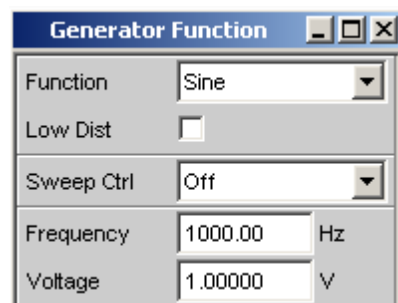 Generator Function
Function Sine
Low Dist
Sweep Ctrl Off
Frequency 1000.00 Hz
Voltage 1.00000 V